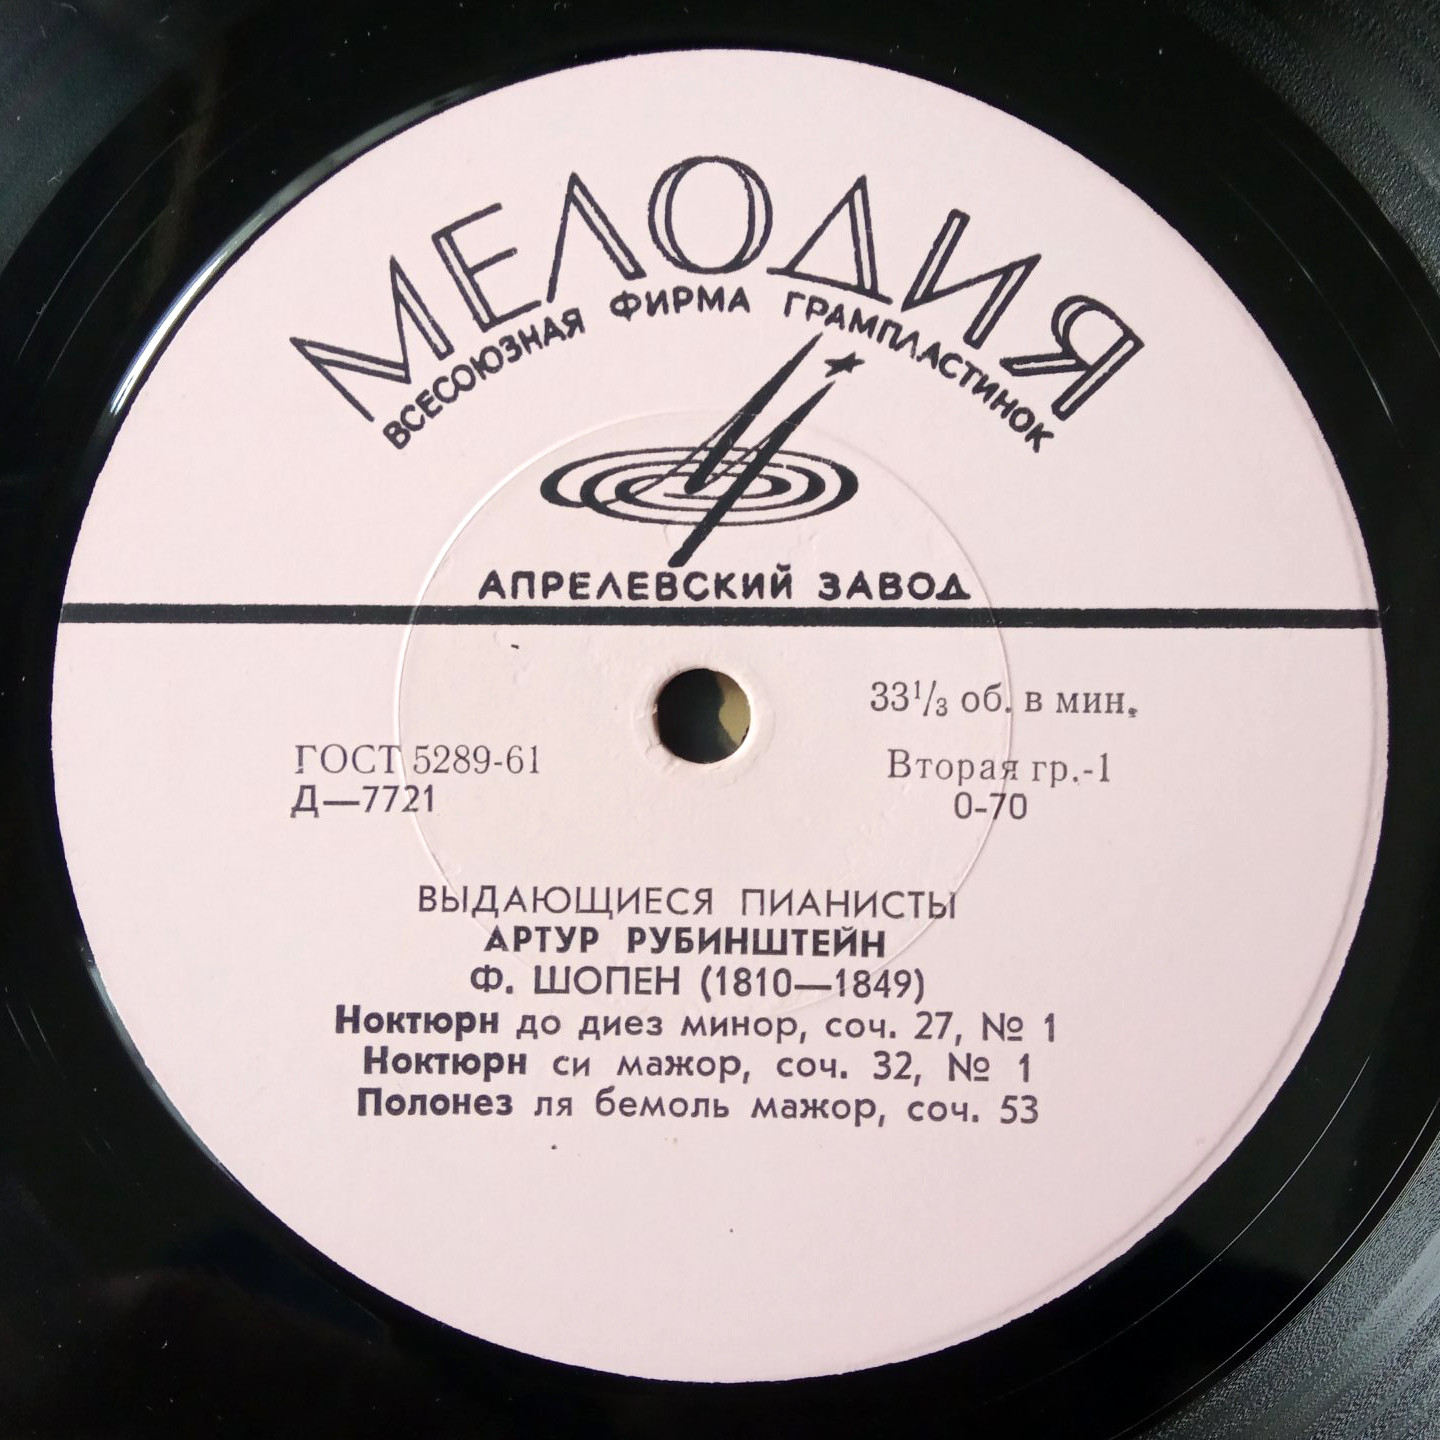 МЕЛОДИЯ
ВСЕСОЮЗНАЯ ФИРМА ГРАМПЛАСТИНОК
АПРЕЛЕВСКИЙ ЗАВОД
33 1/3 об. в мин.
ГОСТ 5289-61
Д—7721
Вторая гр.-1
0-70
ВЫДАЮЩИЕСЯ ПИАНИСТЫ
АРТУР РУБИНШТЕЙН
Ф. ШОПЕН (1810—1849)
Ноктюрн до диез минор, соч. 27, № 1
Ноктюрн си мажор, соч. 32, № 1
Полонез ля бемоль мажор, соч. 53